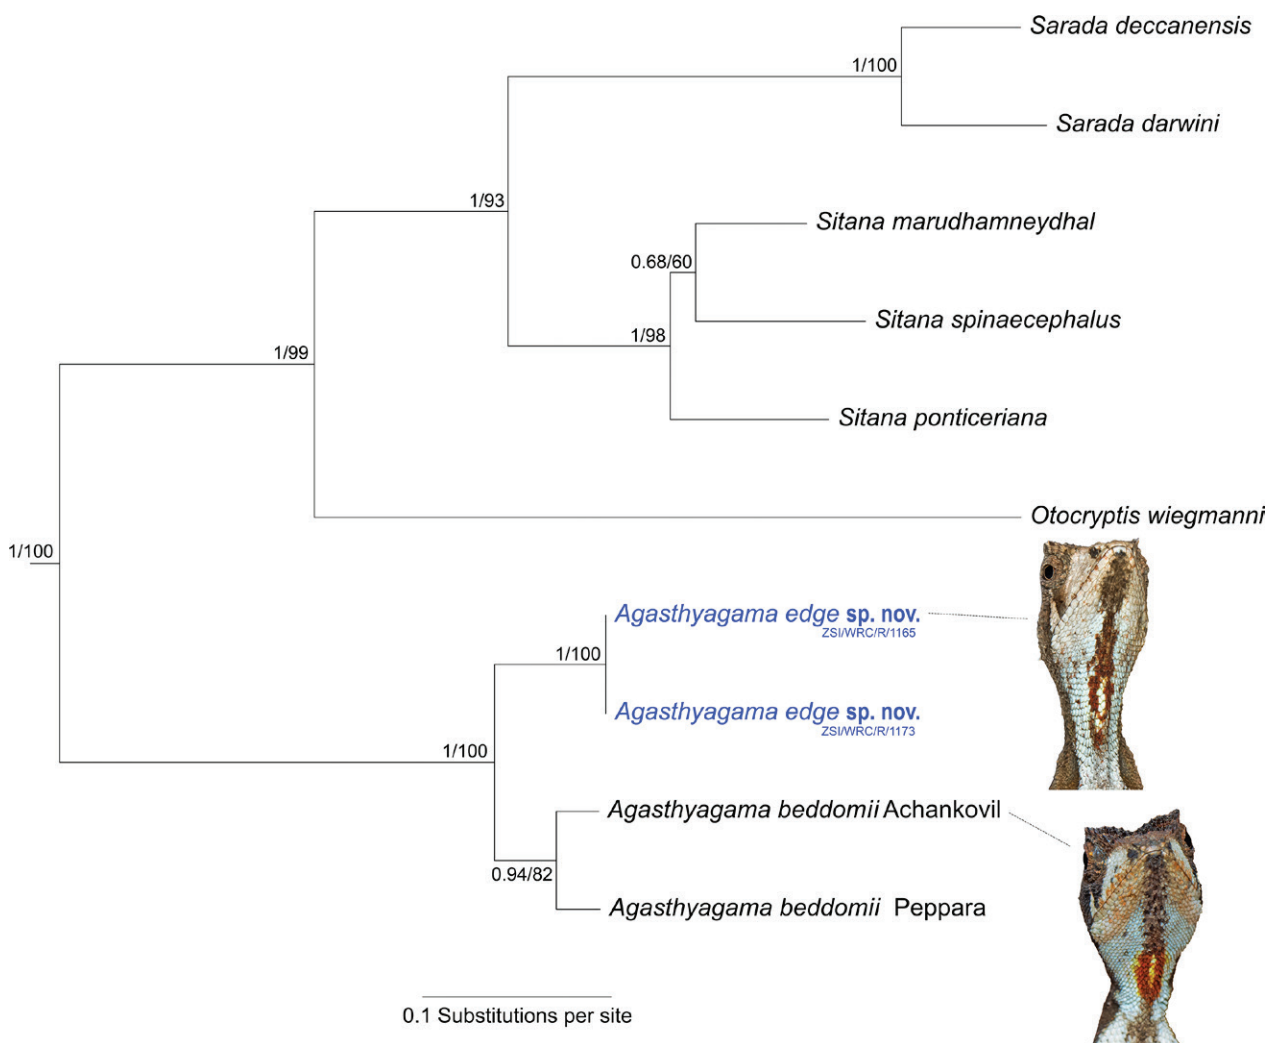 Sarada deccanensis
1/100
Sarada darwini
1/93
Sitana marudhamneydhal
0.68/60
Sitana spinaecephalus
1/98
1/99
Sitana ponticeriana
Otocryptis wiegmanni
1/100
Agasthyagama edge sp. nov.
ZSI/WRC/R/1165
1/100
Agasthyagama edge sp. nov.
ZSI/WRC/R/1173
1/100
Agasthyagama beddomii Achankovil
0.94/82
Agasthyagama beddomii Peppara
0.1 Substitutions per site